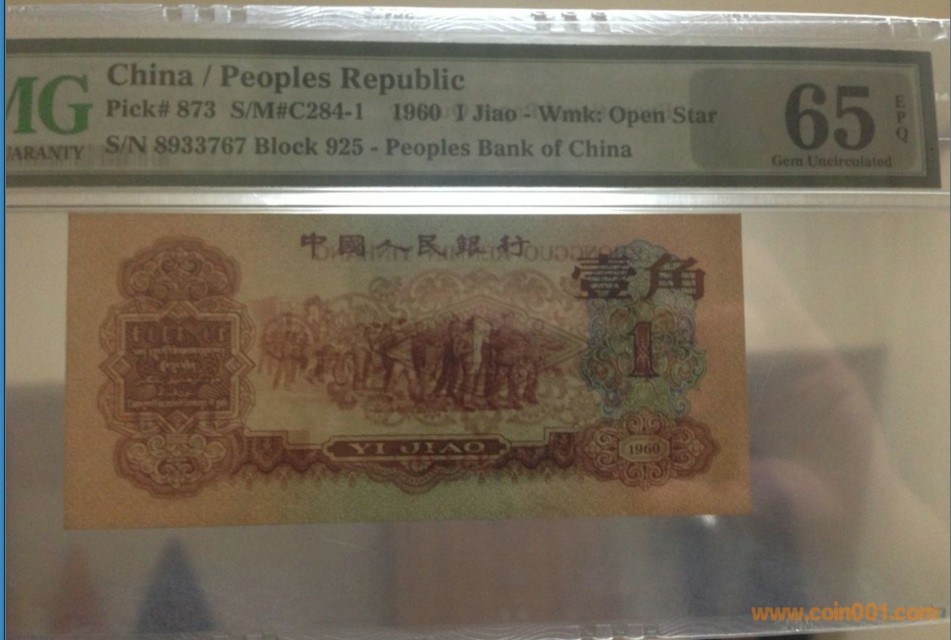 China / Peoples Republic
MG
Pick# 873 S/M#C284-1 1960 1 Jiao - Wmk: Open Star
65
EPQ
ARANTY
S/N 8933767 Block 925 - Peoples Bank of China
Gem Uncirculated
中國人民銀行
壹角
1
YI JIAO
1960
www.coin001.com